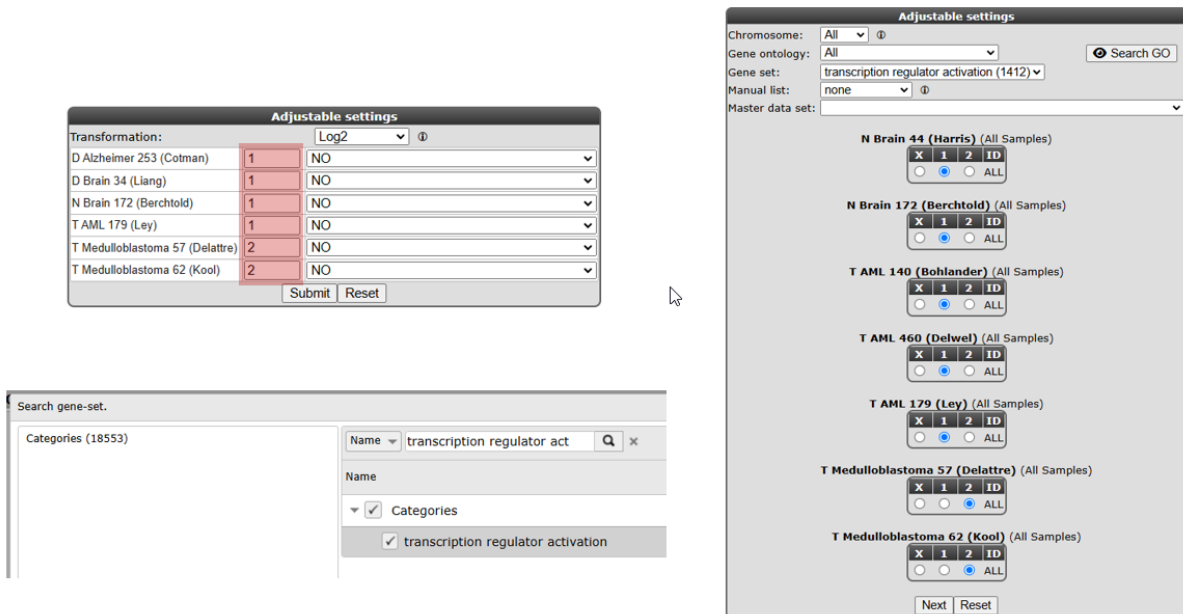 Adjustable settings
Transformation: Log2
D Alzheimer 253 (Cotman) 1 NO
D Brain 34 (Liang) 1 NO
N Brain 172 (Berchtold) 1 NO
T AML 179 (Ley) 1 NO
T Medulloblastoma 57 (Delattre) 2 NO
T Medulloblastoma 62 (Kool) 2 NO
Submit Reset
Search gene-set.
Categories (18553)
Name transcription regulator act
Name
Categories
transcription regulator activation
Adjustable settings
Chromosome: All
Gene ontology: All Search GO
Gene set: transcription regulator activation (1412)
Manual list: none
Master data set:
N Brain 44 (Harris) (All Samples)
X 1 2 ID
ALL
N Brain 172 (Berchtold) (All Samples)
X 1 2 ID
ALL
T AML 140 (Bohlander) (All Samples)
X 1 2 ID
ALL
T AML 460 (Delwel) (All Samples)
X 1 2 ID
ALL
T AML 179 (Ley) (All Samples)
X 1 2 ID
ALL
T Medulloblastoma 57 (Delattre) (All Samples)
X 1 2 ID
ALL
T Medulloblastoma 62 (Kool) (All Samples)
X 1 2 ID
ALL
Next Reset